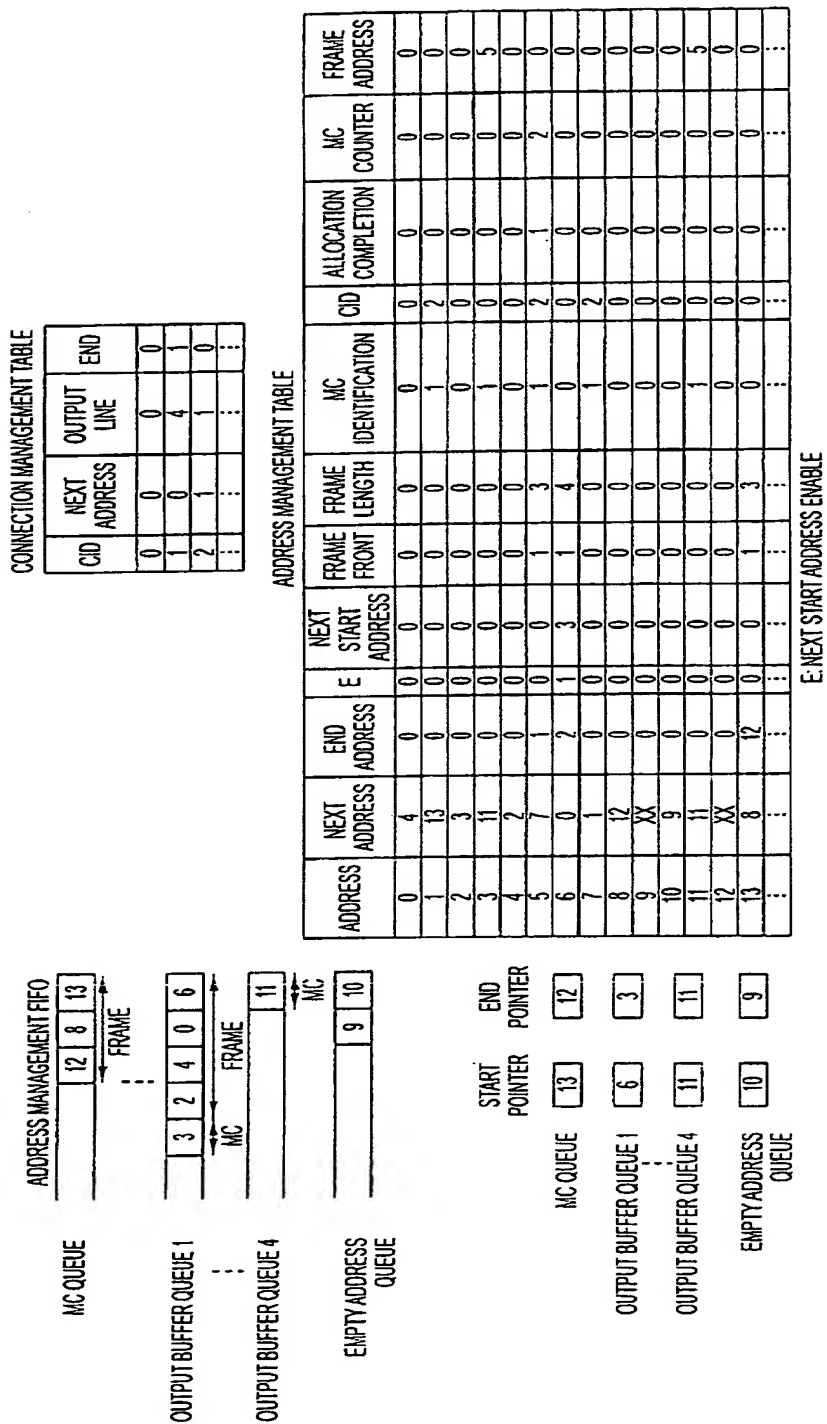 ADDRESS MANAGEMENT FIFO
MC QUEUE
12 8 13
FRAME
OUTPUT BUFFER QUEUE 1
3 2 4 0 6
MC FRAME
OUTPUT BUFFER QUEUE 4
11
MC
EMPTY ADDRESS QUEUE
9 10
START POINTER END POINTER
MC QUEUE 13 12
OUTPUT BUFFER QUEUE 1 6 3
OUTPUT BUFFER QUEUE 4 11 11
EMPTY ADDRESS QUEUE 10 9
CONNECTION MANAGEMENT TABLE
CID NEXT ADDRESS OUTPUT LINE END
0 0 0 0
1 0 4 1
2 1 1 0
ADDRESS MANAGEMENT TABLE
ADDRESS NEXT ADDRESS END ADDRESS E NEXT START ADDRESS FRAME FRONT FRAME LENGTH MC IDENTIFICATION CID ALLOCATION COMPLETION MC COUNTER FRAME ADDRESS
0 4 0 0 0 0 0 0 0 0 0 0
1 13 0 0 0 0 0 1 2 0 0 0
2 3 0 0 0 0 0 0 0 0 0 0
3 11 0 0 0 0 0 1 0 0 0 5
4 2 0 0 0 0 0 0 0 0 0 0
5 7 1 0 0 1 3 1 2 1 2 0
6 0 2 1 3 1 4 0 0 0 0 0
7 1 0 0 0 0 0 1 2 0 0 0
8 12 0 0 0 0 0 0 0 0 0 0
9 XX 0 0 0 0 0 0 0 0 0 0
10 9 0 0 0 0 0 0 0 0 0 0
11 11 0 0 0 0 0 1 0 0 0 5
12 XX 0 0 0 0 0 0 0 0 0 0
13 8 12 0 0 1 3 0 0 0 0 0
E: NEXT START ADDRESS ENABLE